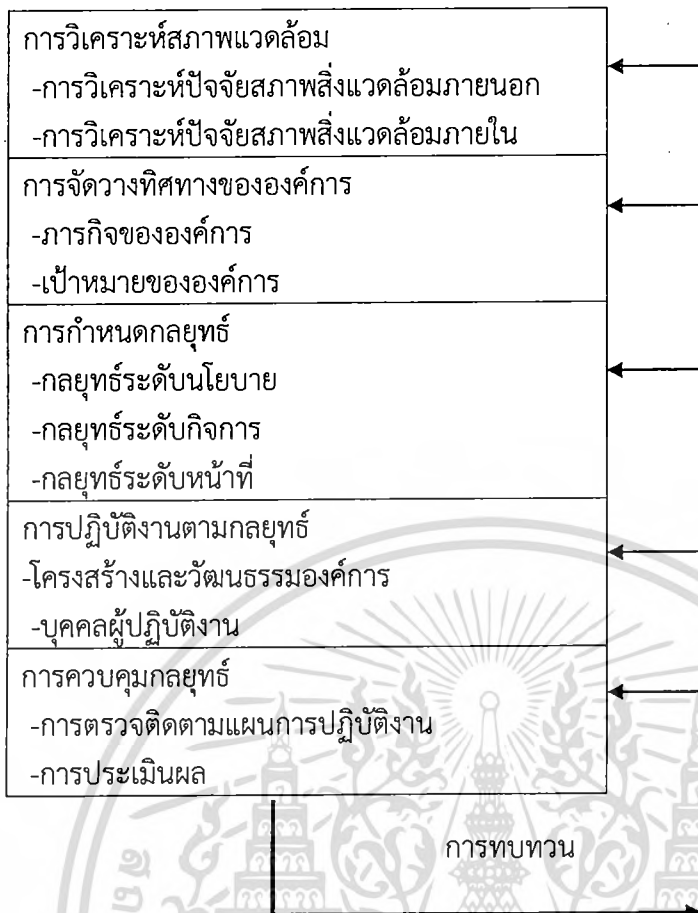 การวิเคราะห์สภาพแวดล้อม
-การวิเคราะห์ปัจจัยสภาพสิ่งแวดล้อมภายนอก
-การวิเคราะห์ปัจจัยสภาพสิ่งแวดล้อมภายใน
การจัดวางทิศทางขององค์การ
-ภารกิจขององค์การ
-เป้าหมายขององค์การ
การกำหนดกลยุทธ์
-กลยุทธ์ระดับนโยบาย
-กลยุทธ์ระดับกิจการ
-กลยุทธ์ระดับหน้าที่
การปฏิบัติงานตามกลยุทธ์
-โครงสร้างและวัฒนธรรมองค์การ
-บุคคลผู้ปฏิบัติงาน
การควบคุมกลยุทธ์
-การตรวจติดตามแผนการปฏิบัติงาน
-การประเมินผล
การทบทวน